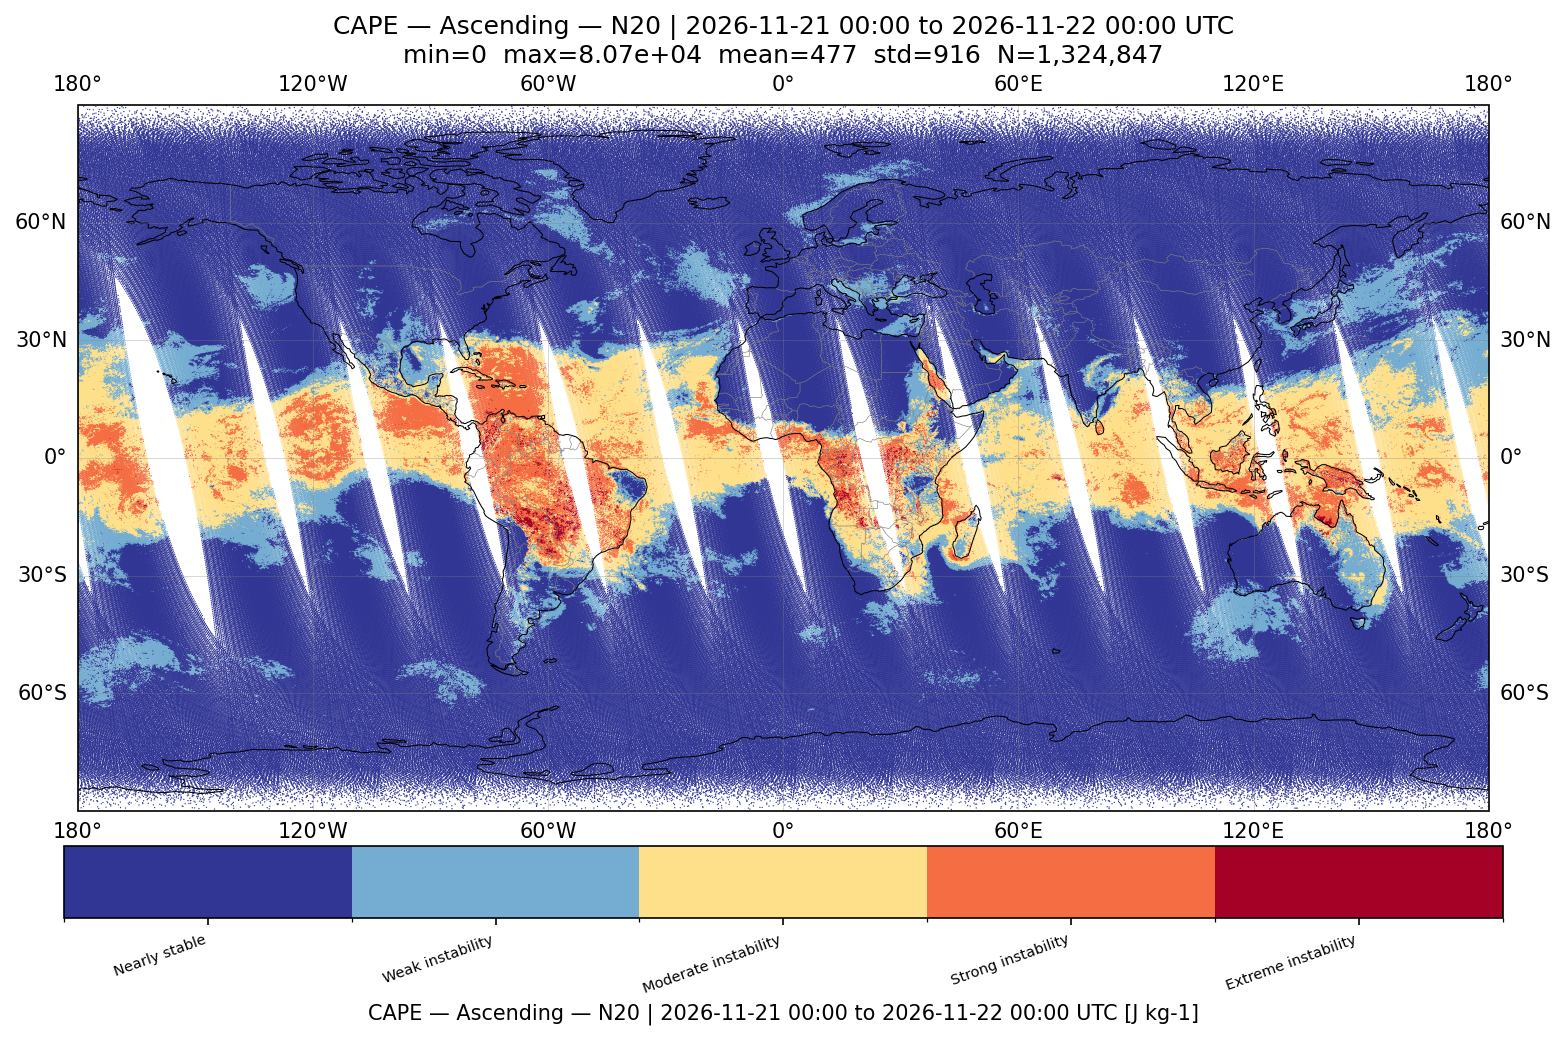 CAPE — Ascending — N20 | 2026-11-21 00:00 to 2026-11-22 00:00 UTC
min=0 max=8.07e+04 mean=477 std=916 N=1,324,847
180° 120°W 60°W 0° 60°E 120°E 180°
60°N 60°N
30°N 30°N
0° 0°
30°S 30°S
60°S 60°S
180° 120°W 60°W 0° 60°E 120°E 180°
Nearly stable Weak instability Moderate instability Strong instability Extreme instability
CAPE — Ascending — N20 | 2026-11-21 00:00 to 2026-11-22 00:00 UTC [J kg-1]